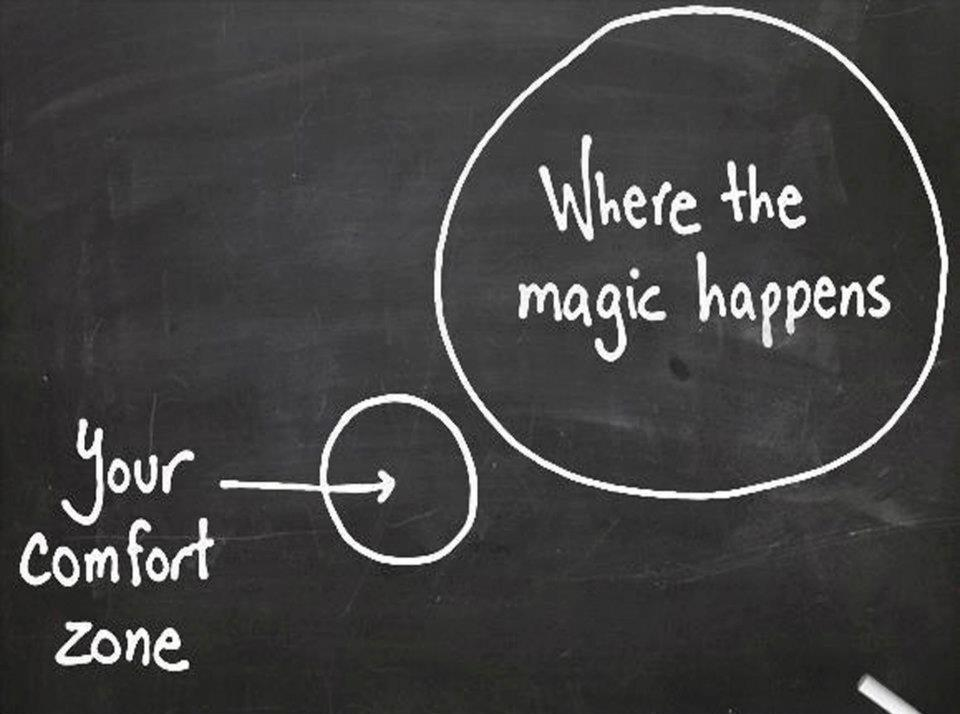 Where the
magic happens
Your
comfort
zone